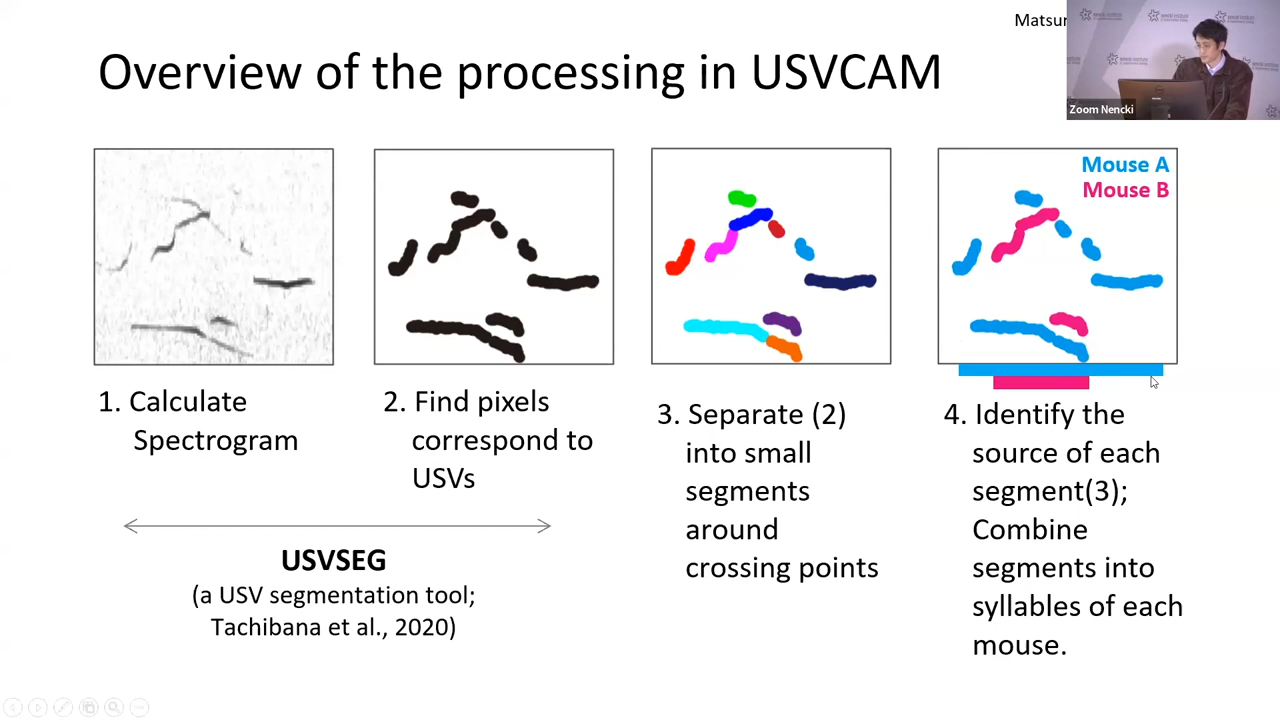 Matsu
Overview of the processing in USVCAM
Zoom Nencki
Mouse A
Mouse B
1. Calculate
Spectrogram
2. Find pixels
correspond to
USVs
3. Separate (2)
into small
segments
around
crossing points
4. Identify the
source of each
segment(3);
Combine
segments into
syllables of each
mouse.
USVSEG
(a USV segmentation tool;
Tachibana et al., 2020)